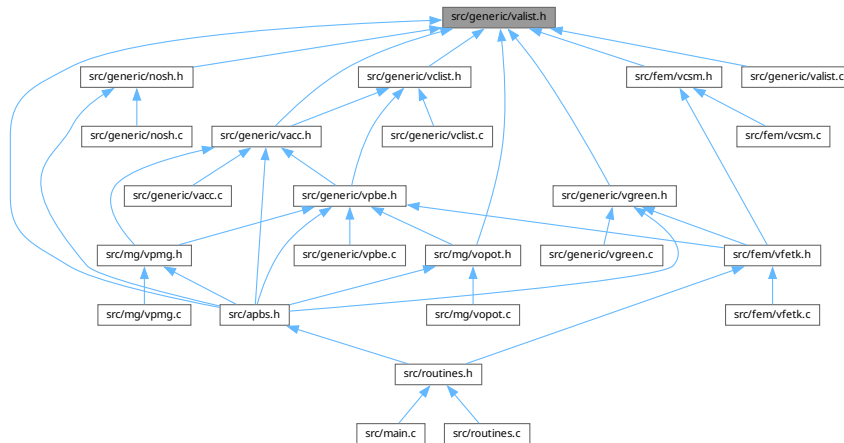 src/generic/valist.h
src/generic/nosh.h
src/generic/vclist.h
src/fem/vcsm.h
src/generic/valist.c
src/generic/nosh.c
src/generic/vacc.h
src/generic/vclist.c
src/fem/vcsm.c
src/generic/vacc.c
src/generic/vpbe.h
src/generic/vgreen.h
src/mg/vpmg.h
src/generic/vpbe.c
src/mg/vopot.h
src/generic/vgreen.c
src/fem/vfetk.h
src/mg/vpmg.c
src/apbs.h
src/mg/vopot.c
src/fem/vfetk.c
src/routines.h
src/main.c
src/routines.c